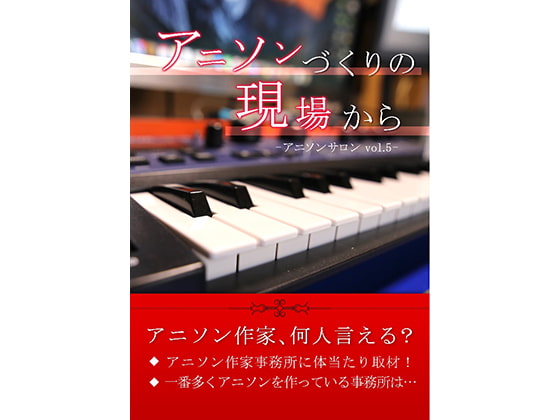 アニソンづくりの
現場から
-アニソンサロン vol.5-
アニソン作家、何人言える？
◆ アニソン作家事務所に体当たり取材！
◆ 一番多くアニソンを作っている事務所は…